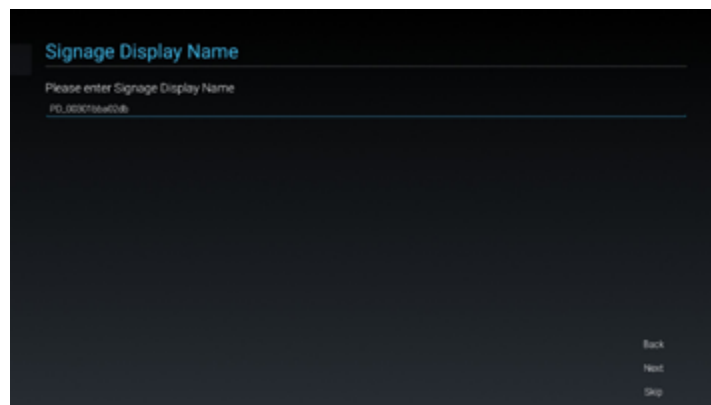 Signage Display Name
Please enter Signage Display Name
Back
Next
Skip